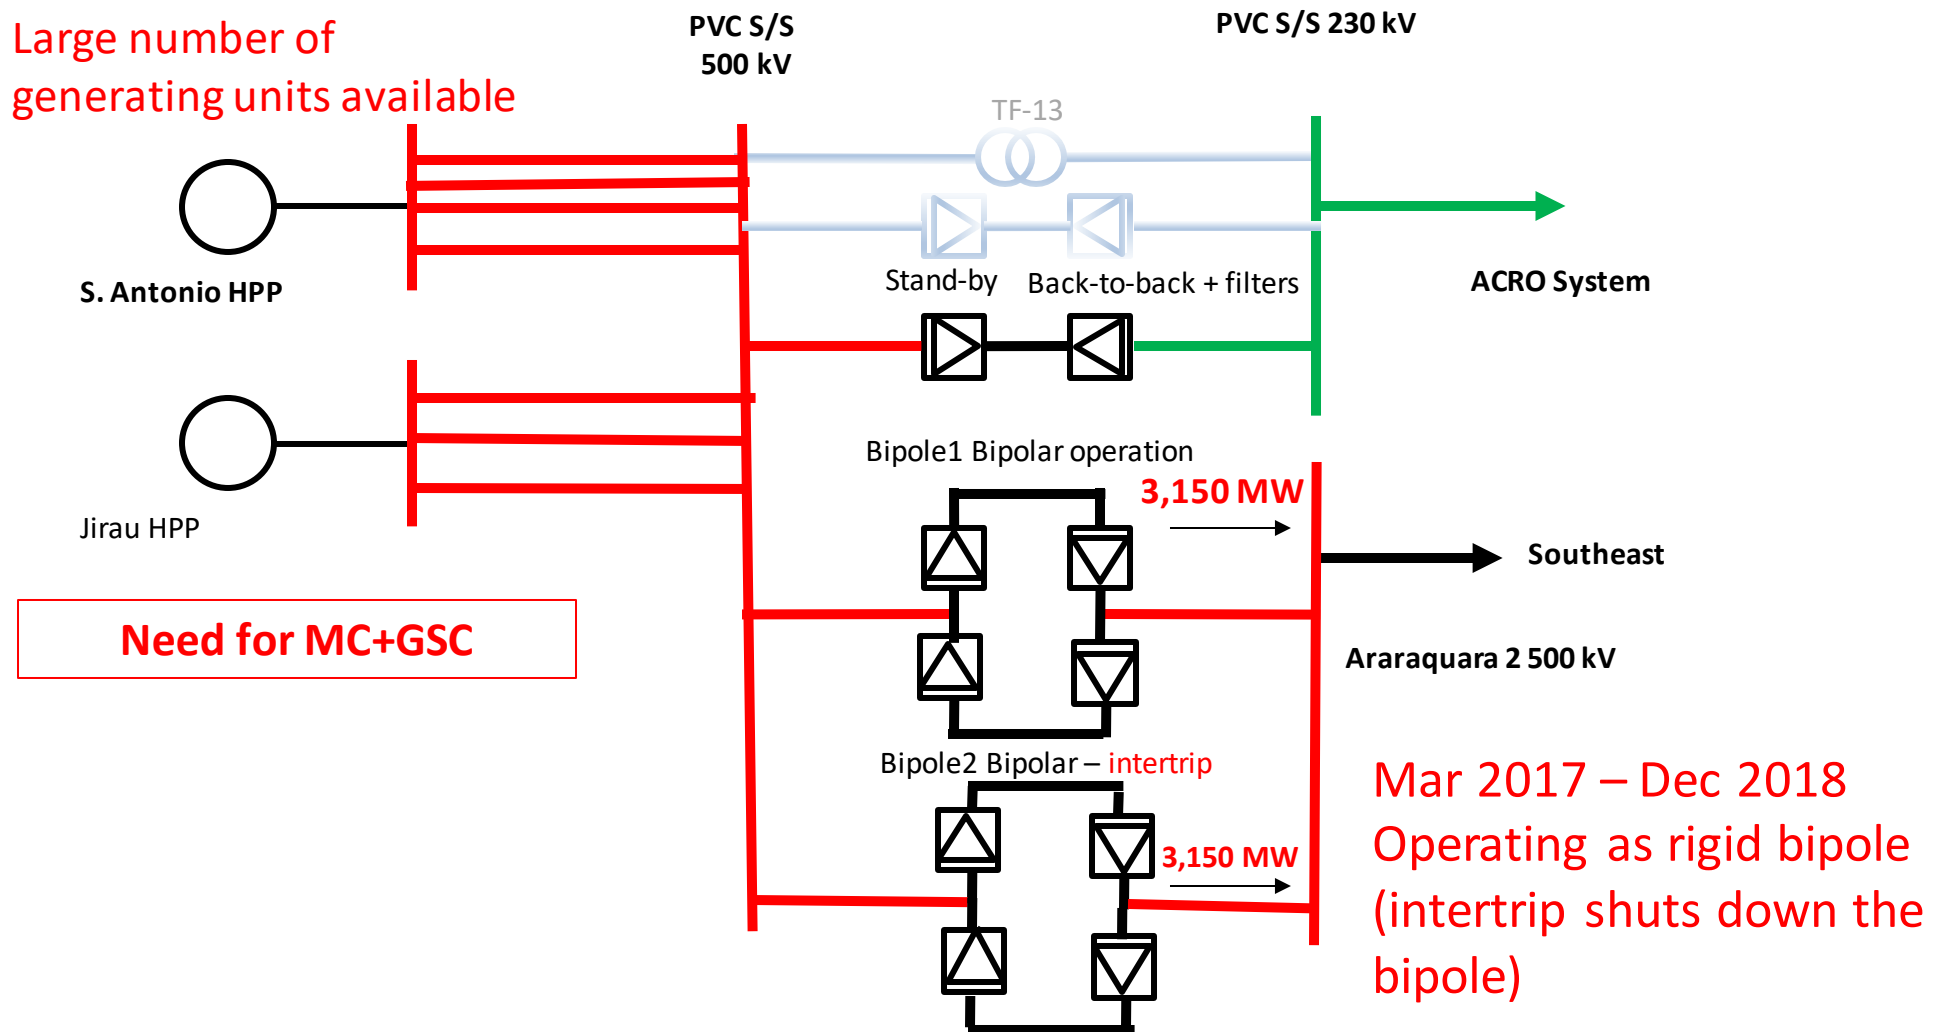 Large number of
generating units available
PVC S/S
500 kV
PVC S/S 230 kV
TF-13
S. Antonio HPP
Stand-by
Back-to-back + filters
ACRO System
Jirau HPP
Bipole1 Bipolar operation
3,150 MW
Southeast
Need for MC+GSC
Araraquara 2 500 kV
Bipole2 Bipolar – intertrip
3,150 MW
Mar 2017 – Dec 2018
Operating as rigid bipole
(intertrip shuts down the
bipole)